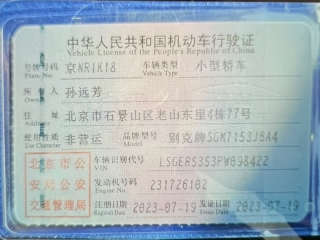 中华人民共和国机动车行驶证
Vehicle License of the People's Republic of China
号牌号码 京NR1K18 车辆类型 小型轿车
Plate No. Vehicle Type
所有人 孙远芳
Owner
住址 北京市石景山区老山东里4栋77号
Address
使用性质 非营运 品牌型号 别克牌SGM7153JBA4
Use Character Model
北京市公 车辆识别代号 LSGER5353PW098422
VIN
安局公安 发动机号码 231726102
Engine No.
交通管理局 注册日期 2023-07-19 发证日期 2023-07-19
Register Date Issue Date